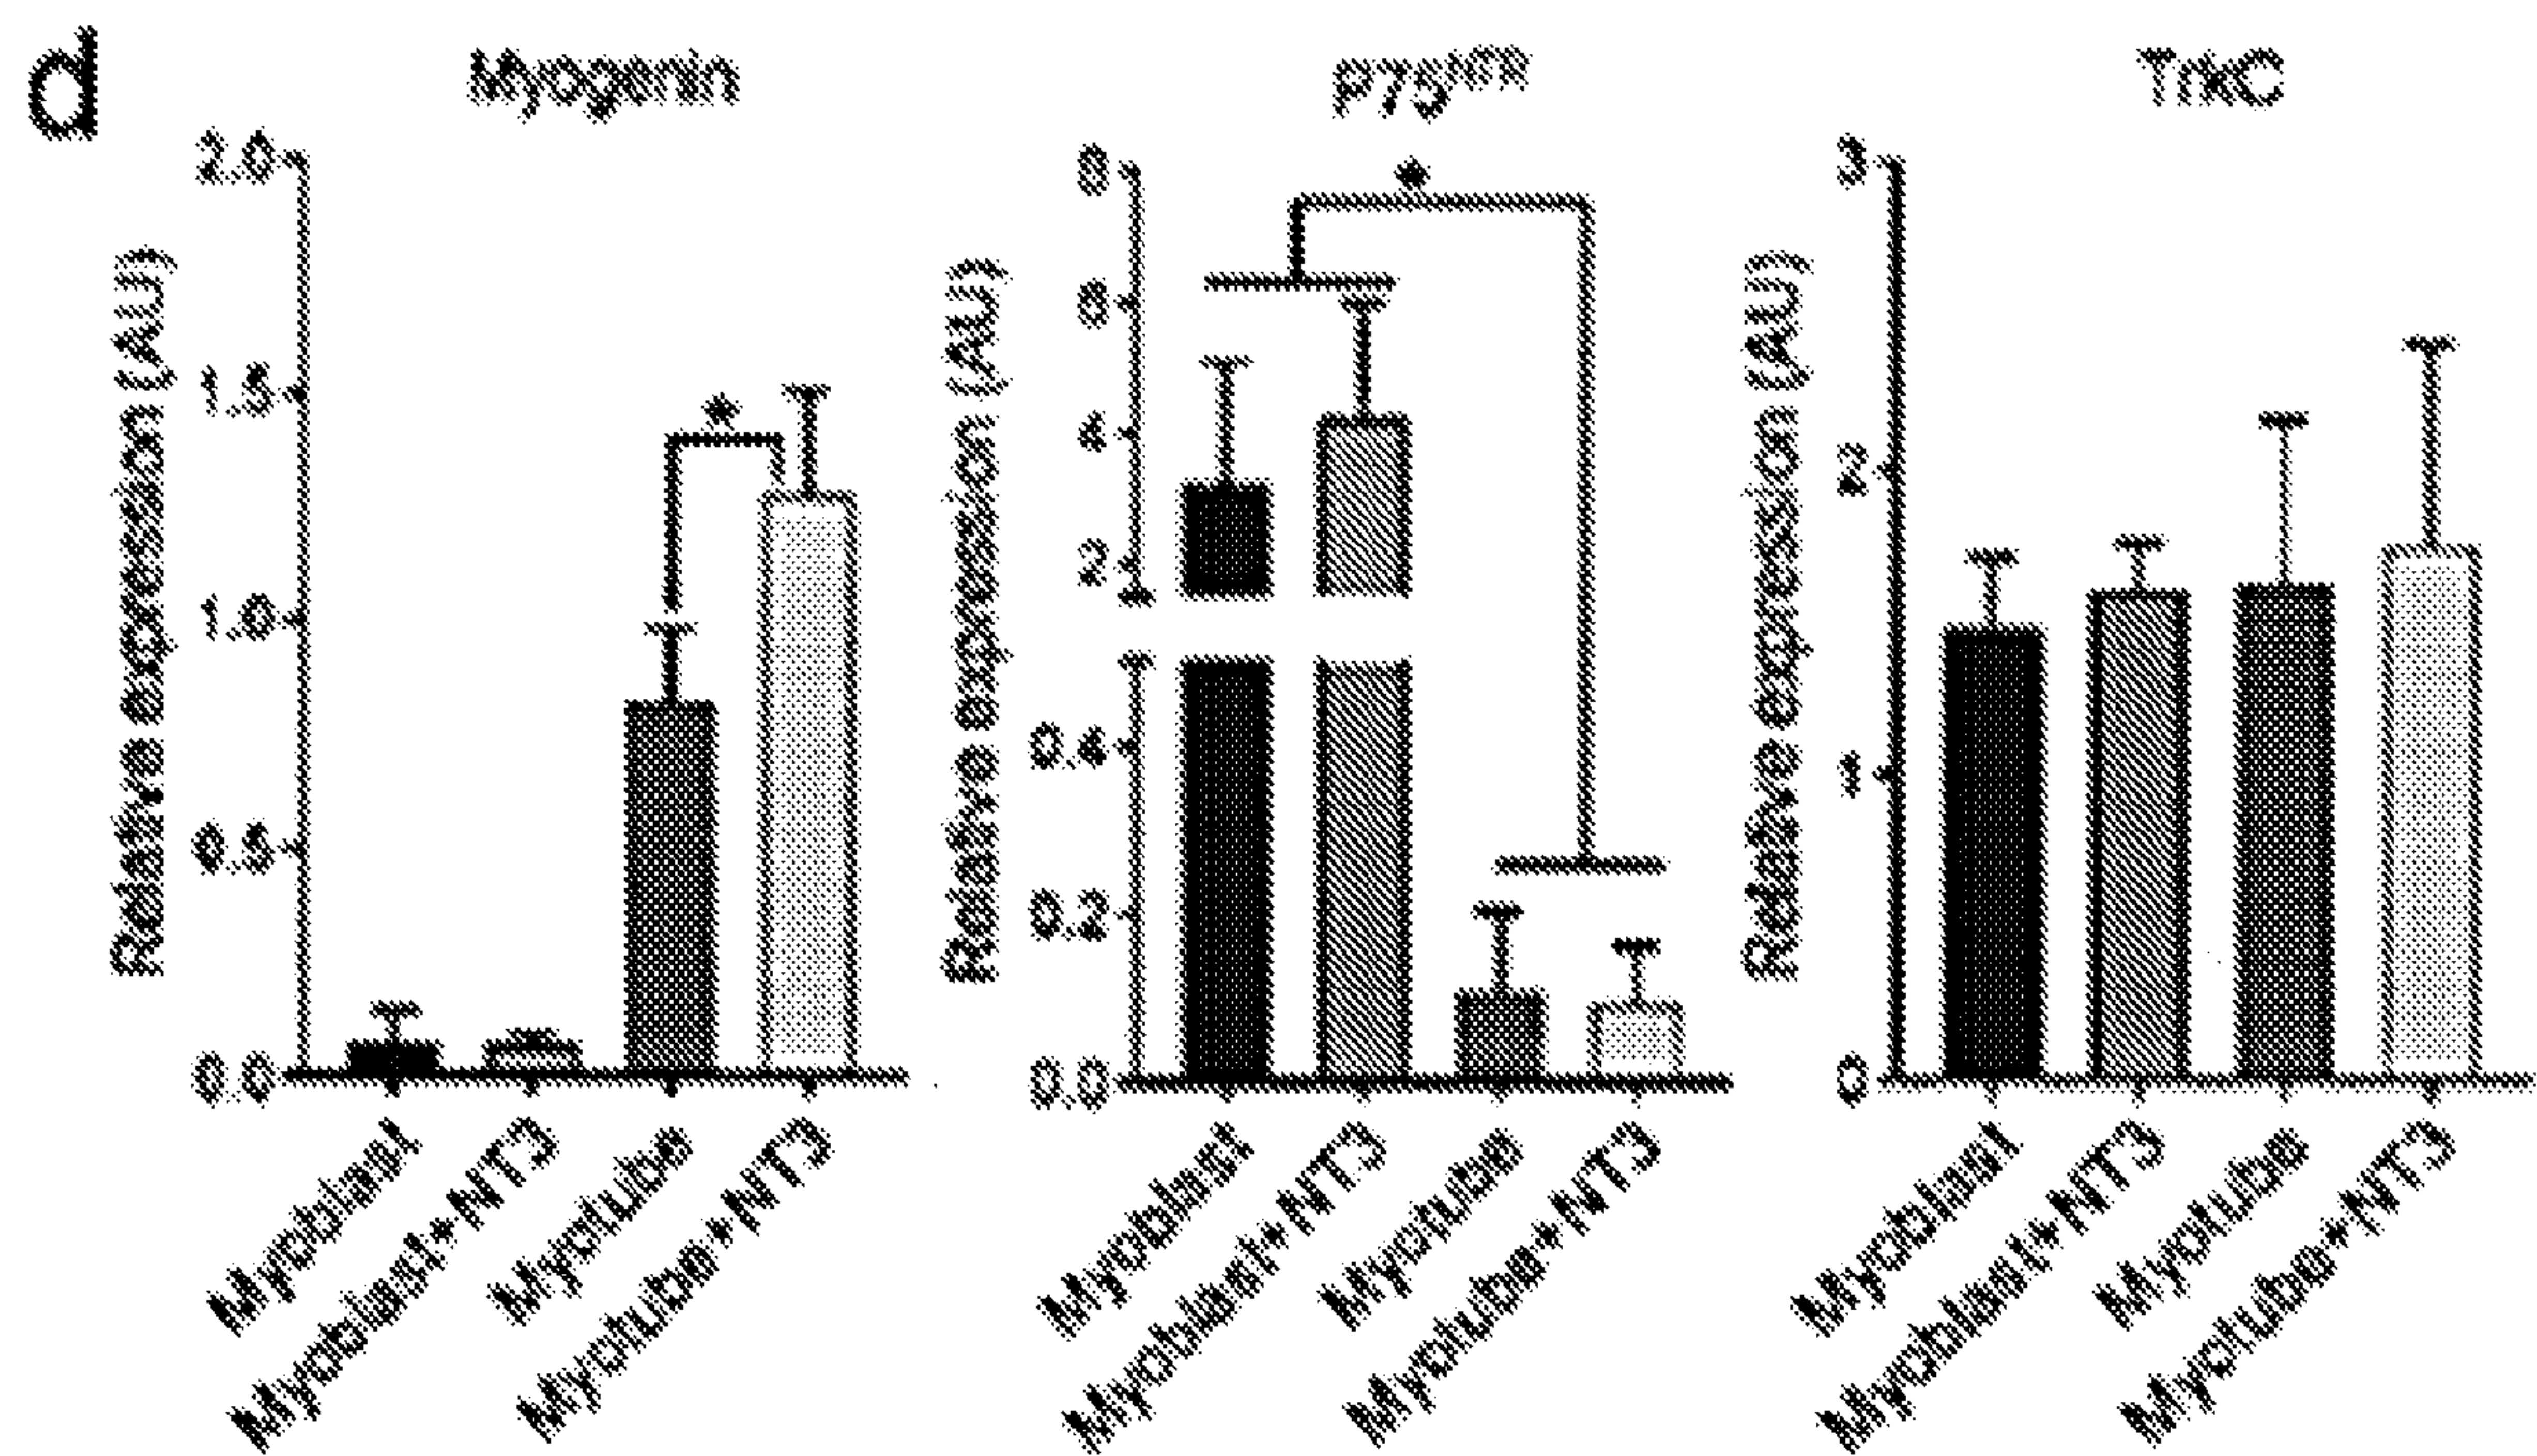 d
Myogenin
Relative expression (AU)
2.0
1.5
1.0
0.5
0.0
*
Myoblast
Myoblast+NT3
Myotube
Myotube+NT3
P75ᴺᵀᴿ
Relative expression (AU)
8
6
4
2
0.4
0.2
0.0
*
Myoblast
Myoblast+NT3
Myotube
Myotube+NT3
TrkC
Relative expression (AU)
3
2
1
0
Myoblast
Myoblast+NT3
Myotube
Myotube+NT3